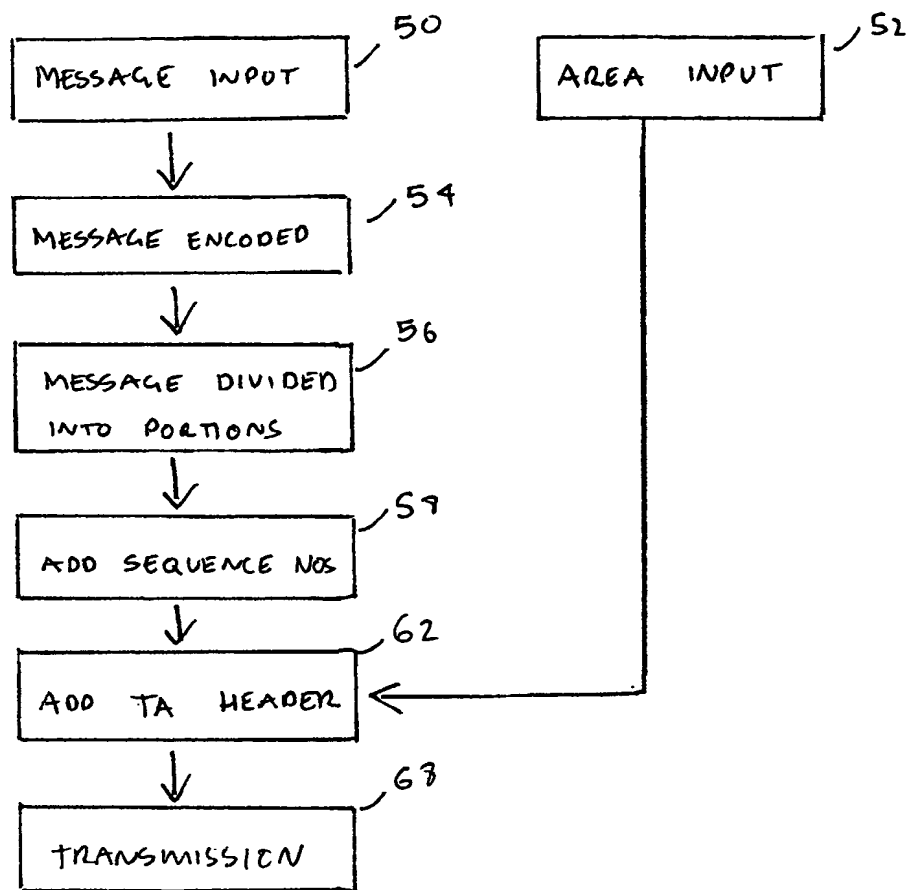 MESSAGE INPUT
50
AREA INPUT
52
MESSAGE ENCODED
54
MESSAGE DIVIDED
INTO PORTIONS
56
ADD SEQUENCE NOS
ADD TA HEADER
62
TRANSMISSION
68